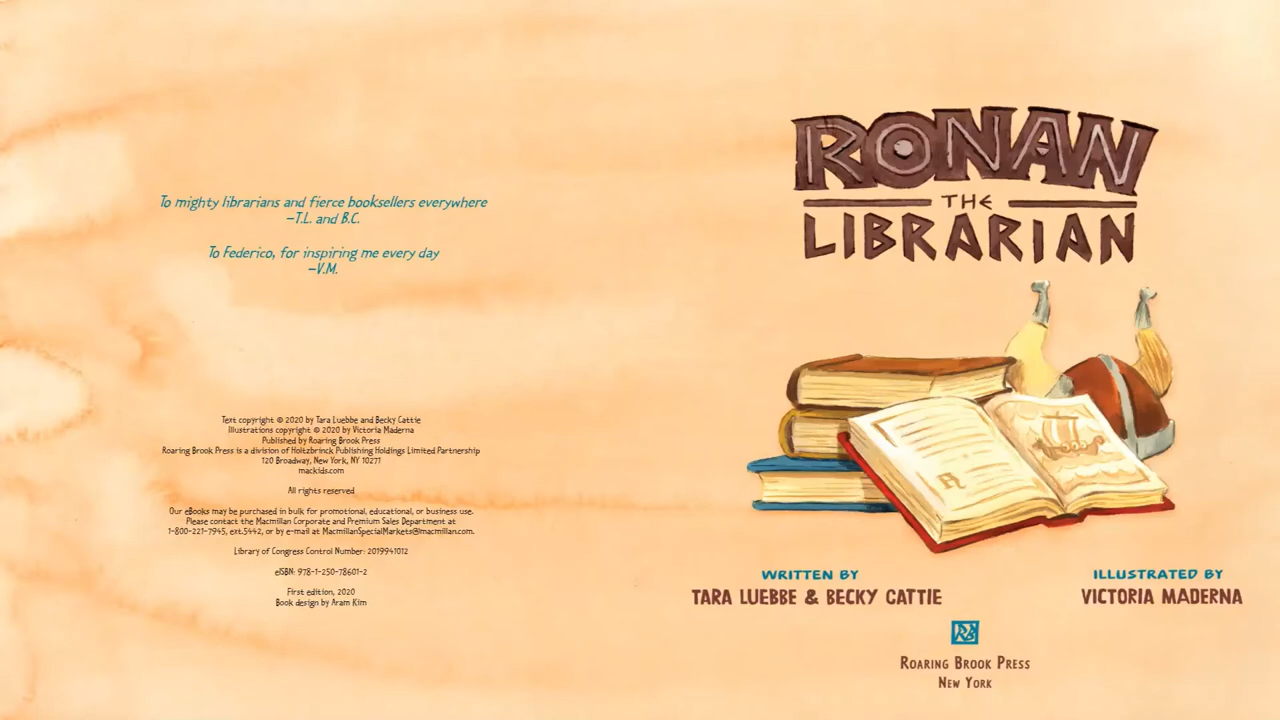 To mighty librarians and fierce booksellers everywhere
—T.L. and B.C.
To Federico, for inspiring me every day
—V.M.
Text copyright © 2020 by Tara Luebbe and Becky Cattie
Illustrations copyright © 2020 by Victoria Maderna
Published by Roaring Brook Press
Roaring Brook Press is a division of Holtzbrinck Publishing Holdings Limited Partnership
120 Broadway, New York, NY 10271
mackids.com
All rights reserved
Our eBooks may be purchased in bulk for promotional, educational, or business use.
Please contact the Macmillan Corporate and Premium Sales Department at
1-800-221-7945, ext.5442, or by e-mail at MacmillanSpecialMarkets@macmillan.com.
Library of Congress Control Number: 2019941012
eISBN: 978-1-250-78601-2
First edition, 2020
Book design by Aram Kim
RONAN
THE
LIBRARIAN
WRITTEN BY
TARA LUEBBE & BECKY CATTIE
ILLUSTRATED BY
VICTORIA MADERNA
RB
ROARING BROOK PRESS
NEW YORK